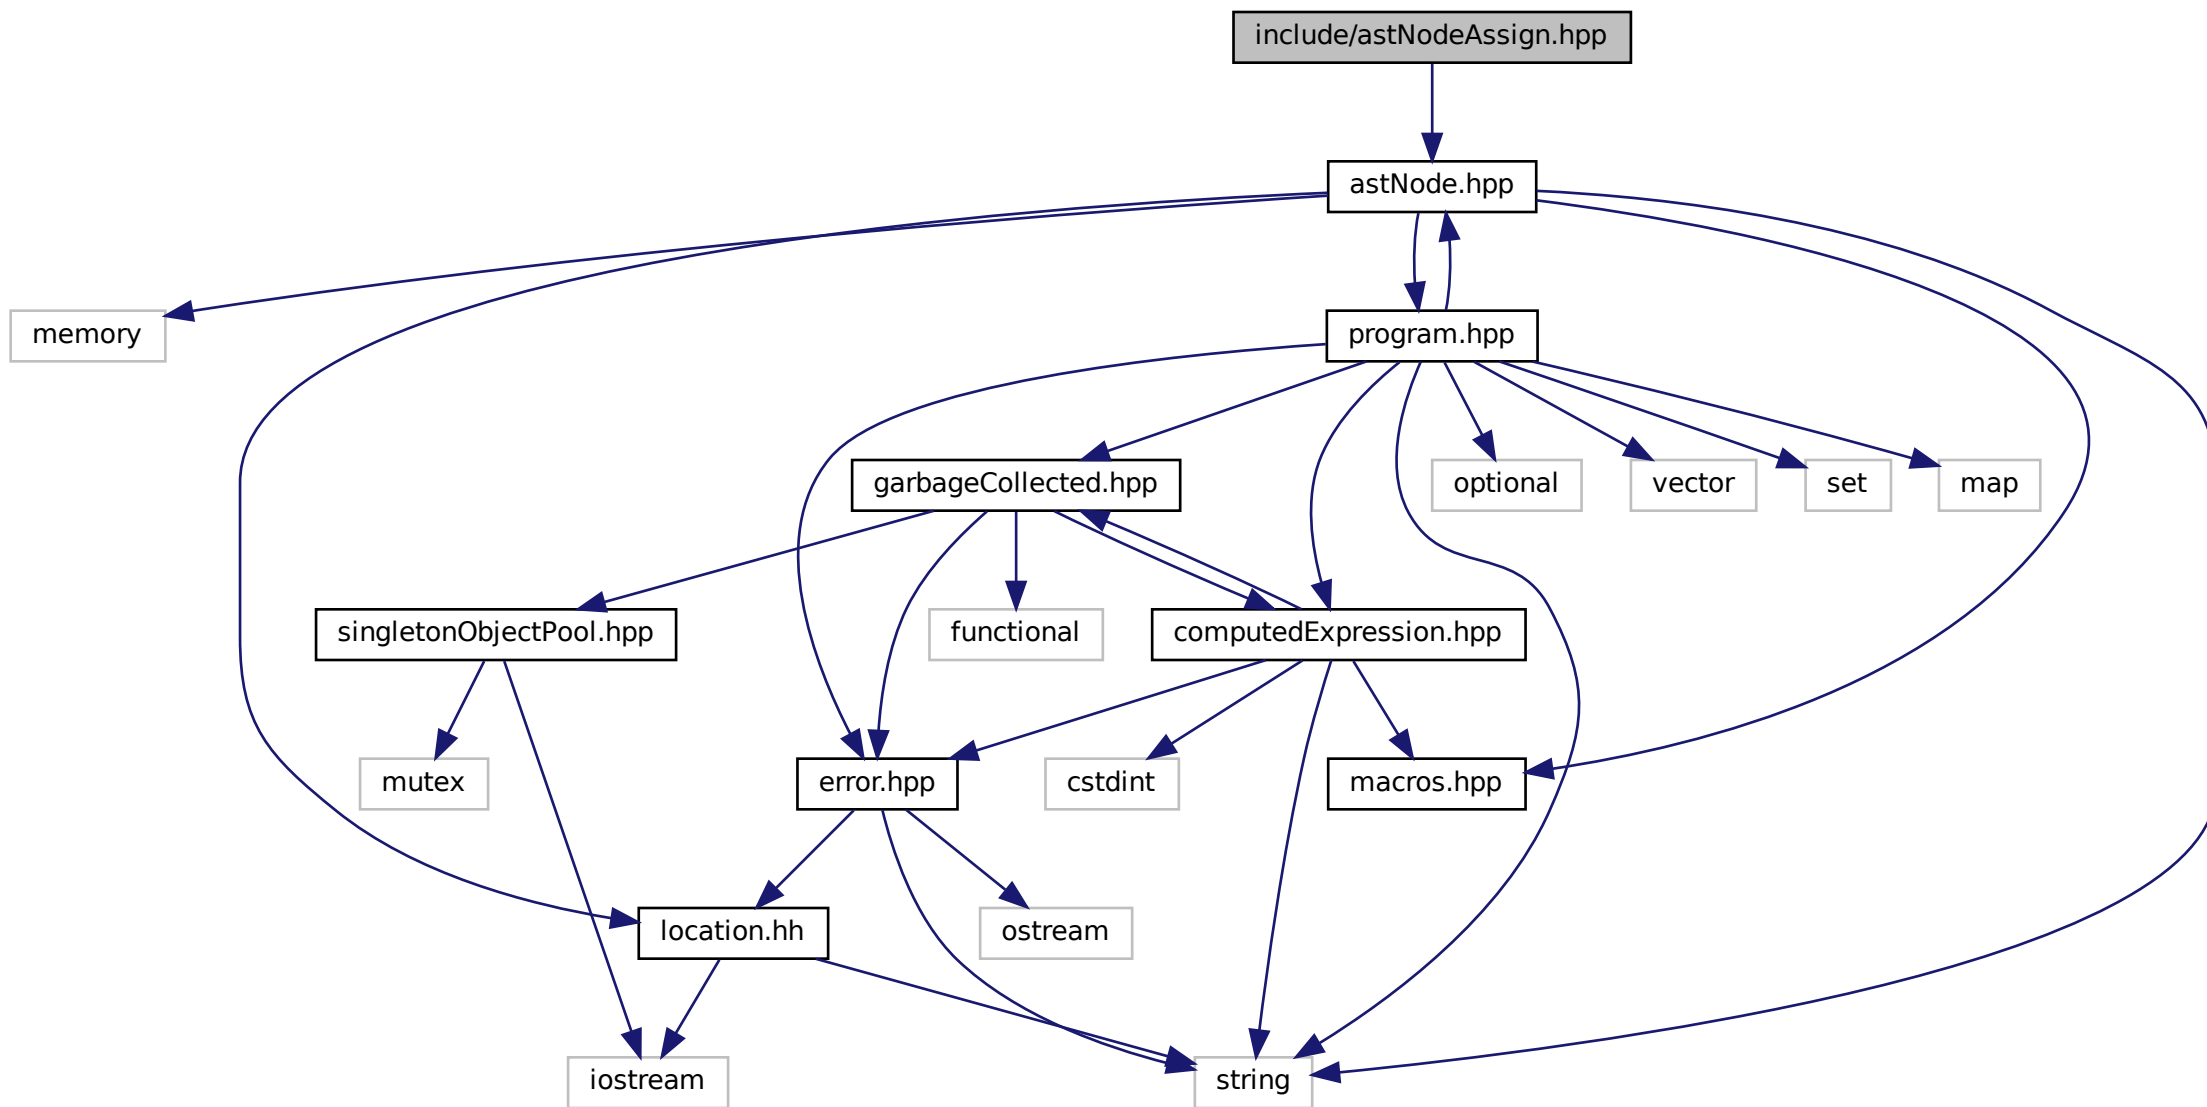 include/astNodeAssign.hpp
astNode.hpp
memory
program.hpp
garbageCollected.hpp
optional
vector
set
map
singletonObjectPool.hpp
functional
computedExpression.hpp
mutex
error.hpp
cstdint
macros.hpp
location.hh
ostream
iostream
string